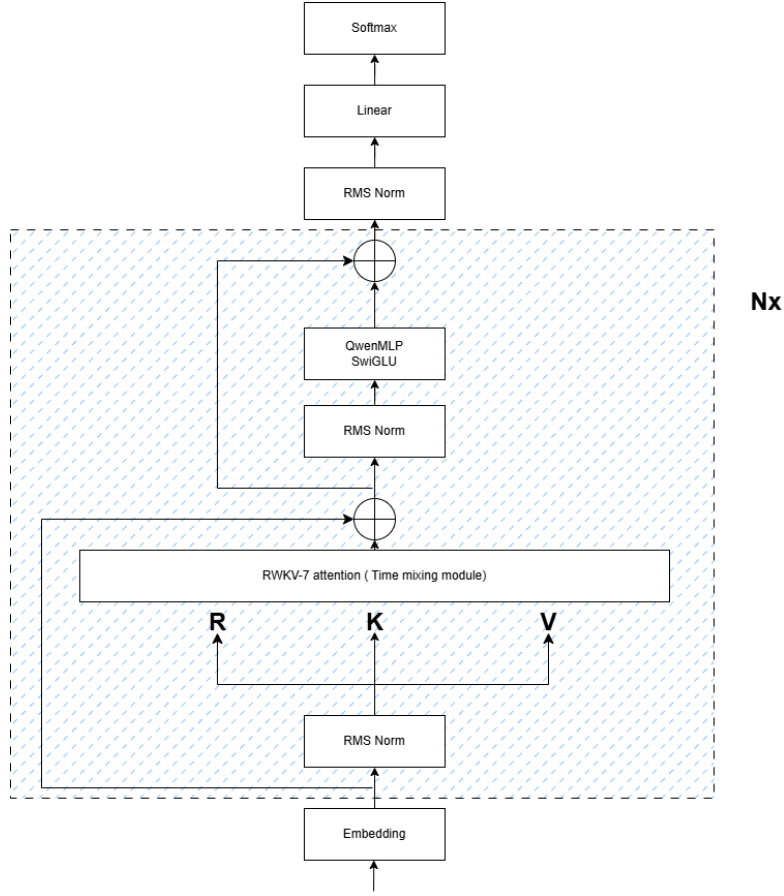 Softmax
Linear
RMS Norm
Nx
QwenMLP
SwiGLU
RMS Norm
RWKV-7 attention ( Time mixing module)
R K V
RMS Norm
Embedding